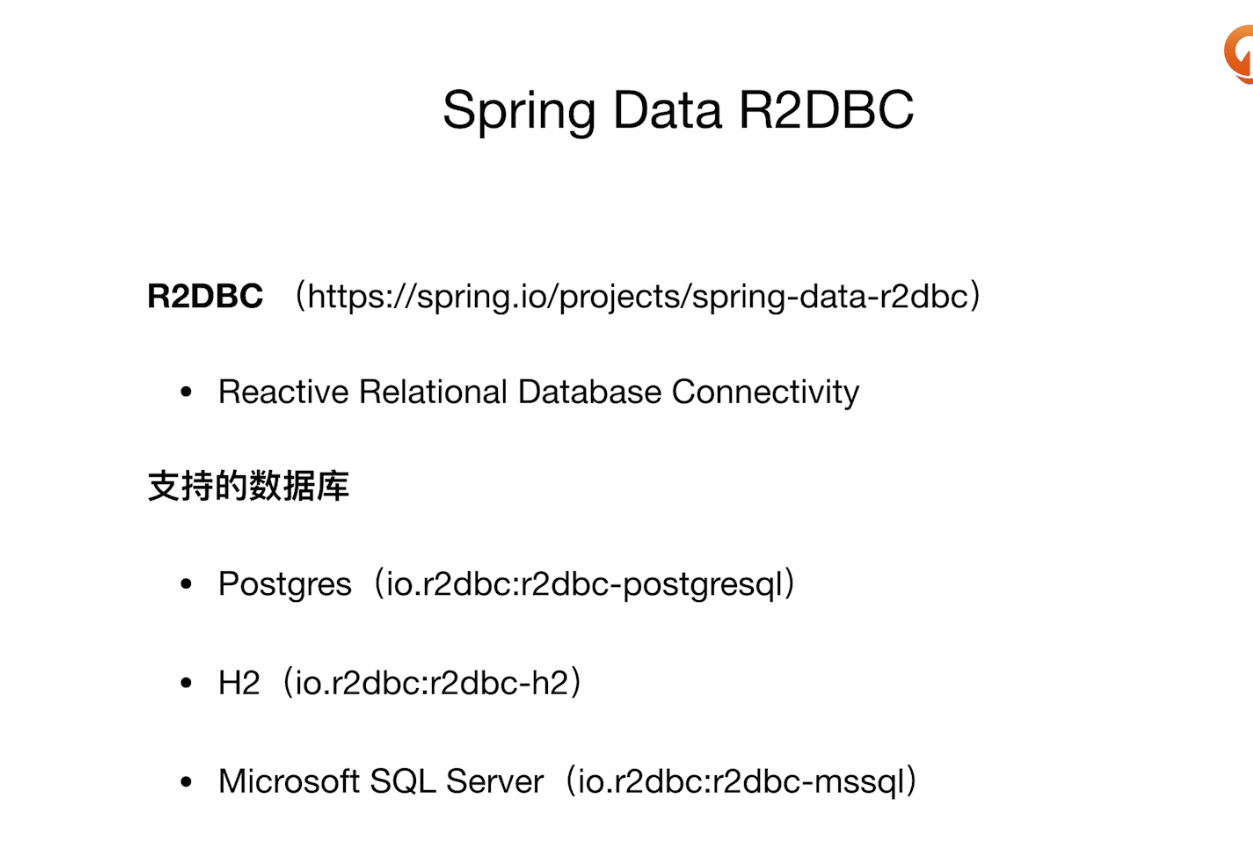 Spring Data R2DBC
R2DBC （https://spring.io/projects/spring-data-r2dbc）
• Reactive Relational Database Connectivity
支持的数据库
• Postgres（io.r2dbc:r2dbc-postgresql）
• H2（io.r2dbc:r2dbc-h2）
• Microsoft SQL Server（io.r2dbc:r2dbc-mssql）